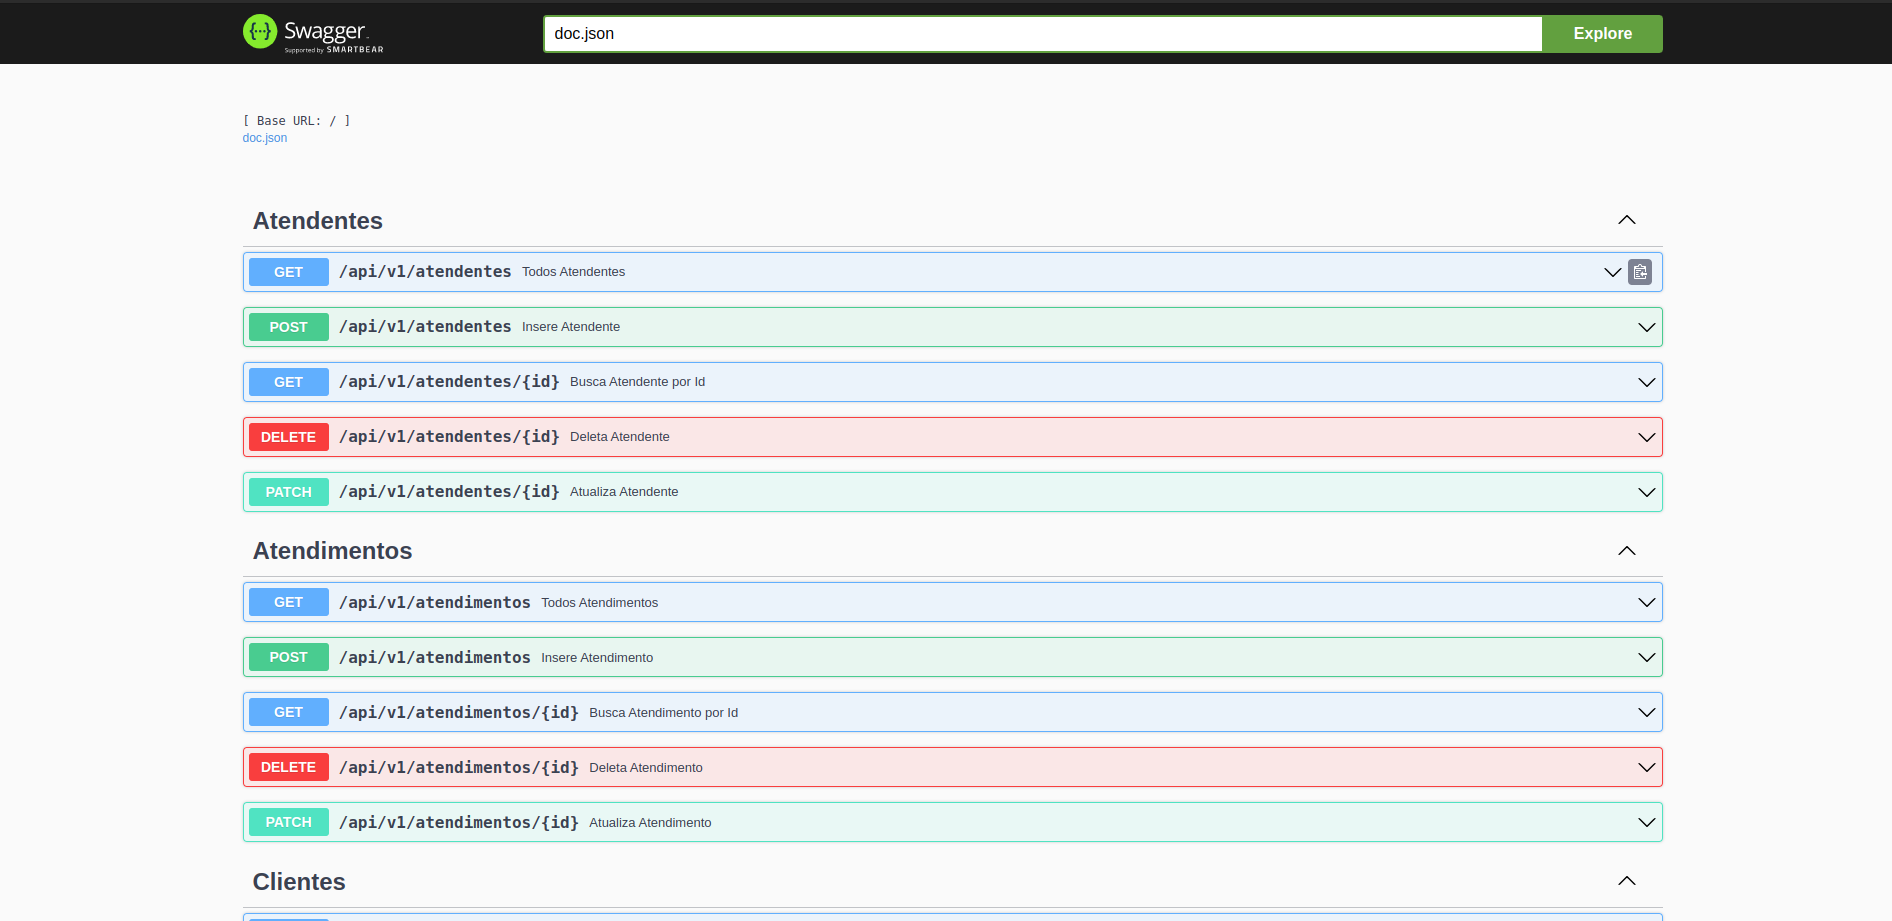 Swagger
Supported by SMARTBEAR
doc.json
Explore
[ Base URL: / ]
doc.json
Atendentes
GET /api/v1/atendentes Todos Atendentes
POST /api/v1/atendentes Insere Atendente
GET /api/v1/atendentes/{id} Busca Atendente por Id
DELETE /api/v1/atendentes/{id} Deleta Atendente
PATCH /api/v1/atendentes/{id} Atualiza Atendente
Atendimentos
GET /api/v1/atendimentos Todos Atendimentos
POST /api/v1/atendimentos Insere Atendimento
GET /api/v1/atendimentos/{id} Busca Atendimento por Id
DELETE /api/v1/atendimentos/{id} Deleta Atendimento
PATCH /api/v1/atendimentos/{id} Atualiza Atendimento
Clientes